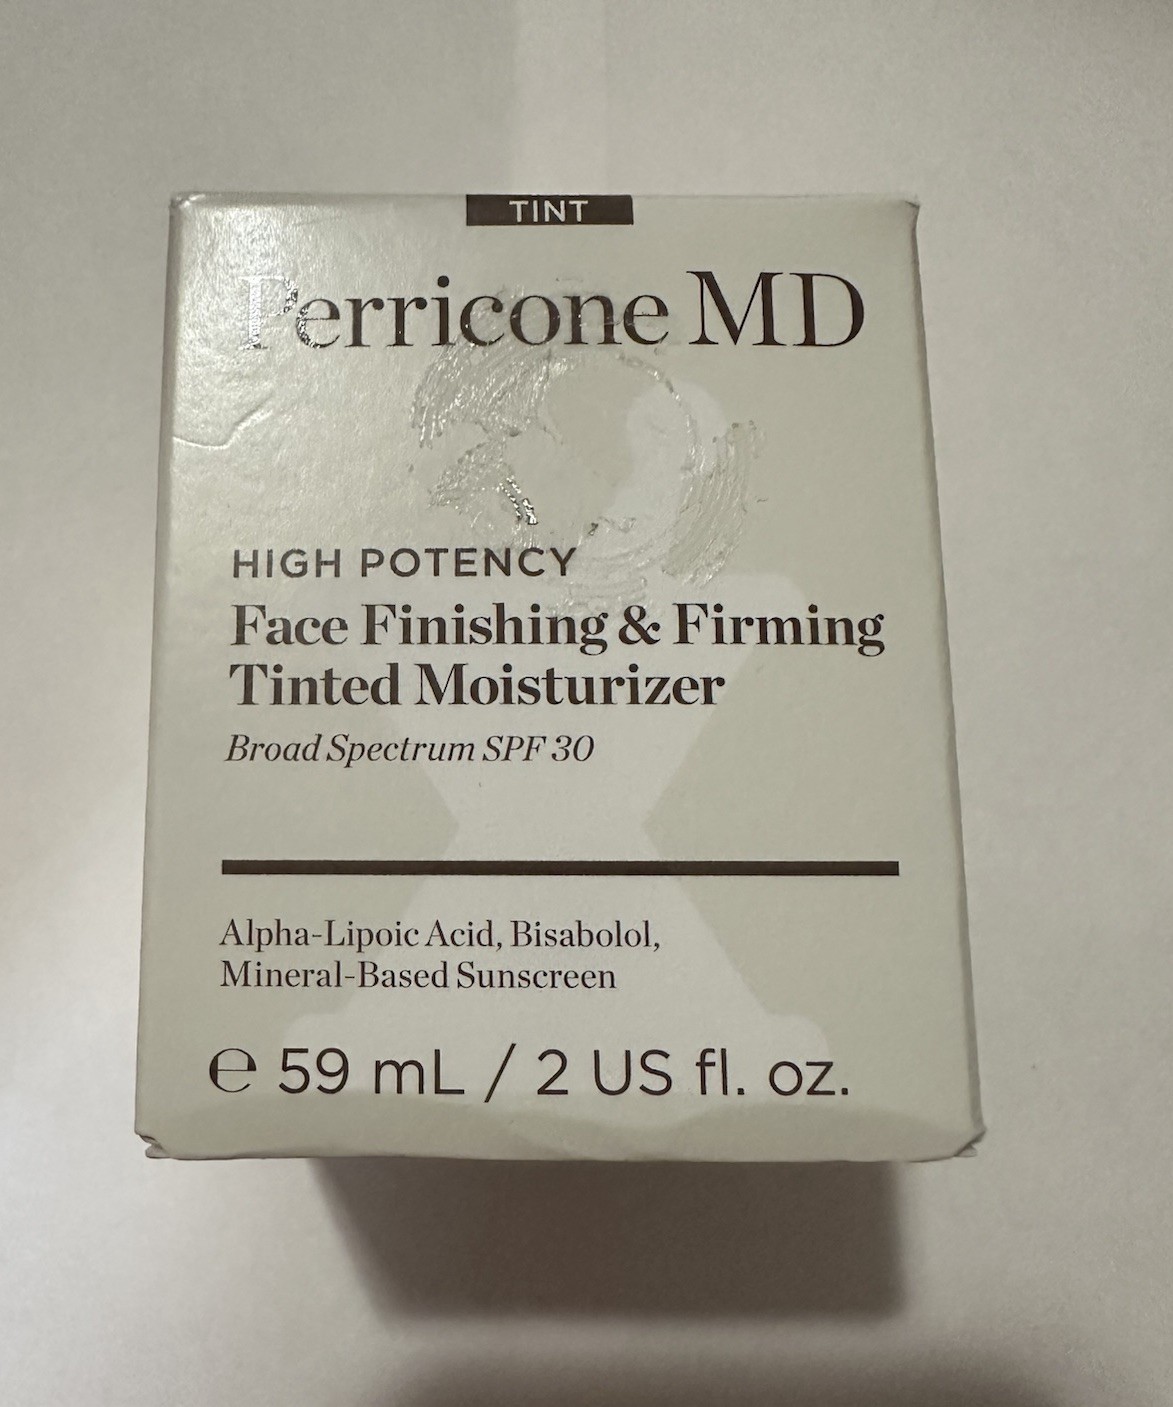 TINT
Perricone MD
HIGH POTENCY
Face Finishing & Firming
Tinted Moisturizer
Broad Spectrum SPF 30
Alpha-Lipoic Acid, Bisabolol,
Mineral-Based Sunscreen
℮ 59 mL / 2 US fl. oz.